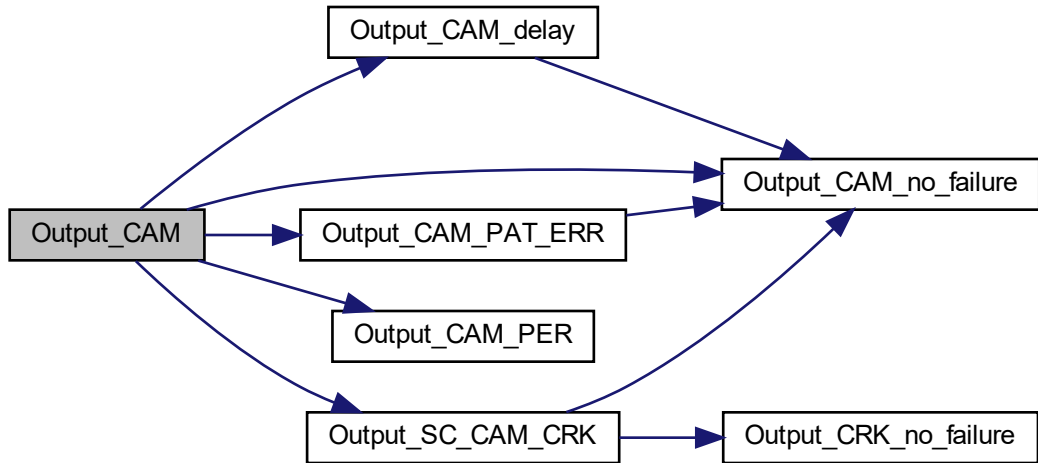 Output_CAM_delay
Output_CAM_no_failure
Output_CAM
Output_CAM_PAT_ERR
Output_CAM_PER
Output_SC_CAM_CRK
Output_CRK_no_failure